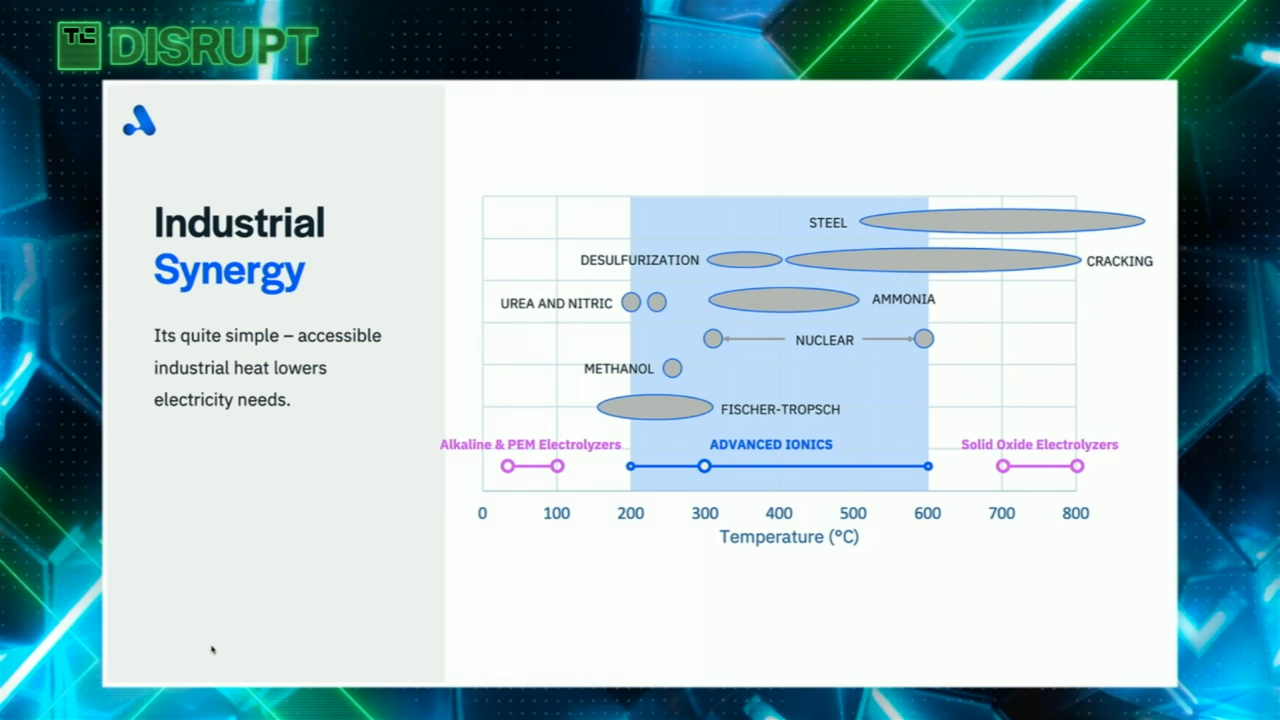 TC DISRUPT
Industrial
Synergy
Its quite simple – accessible
industrial heat lowers
electricity needs.
STEEL
DESULFURIZATION
CRACKING
UREA AND NITRIC
AMMONIA
NUCLEAR
METHANOL
FISCHER-TROPSCH
Alkaline & PEM Electrolyzers
ADVANCED IONICS
Solid Oxide Electrolyzers
0 100 200 300 400 500 600 700 800
Temperature (°C)